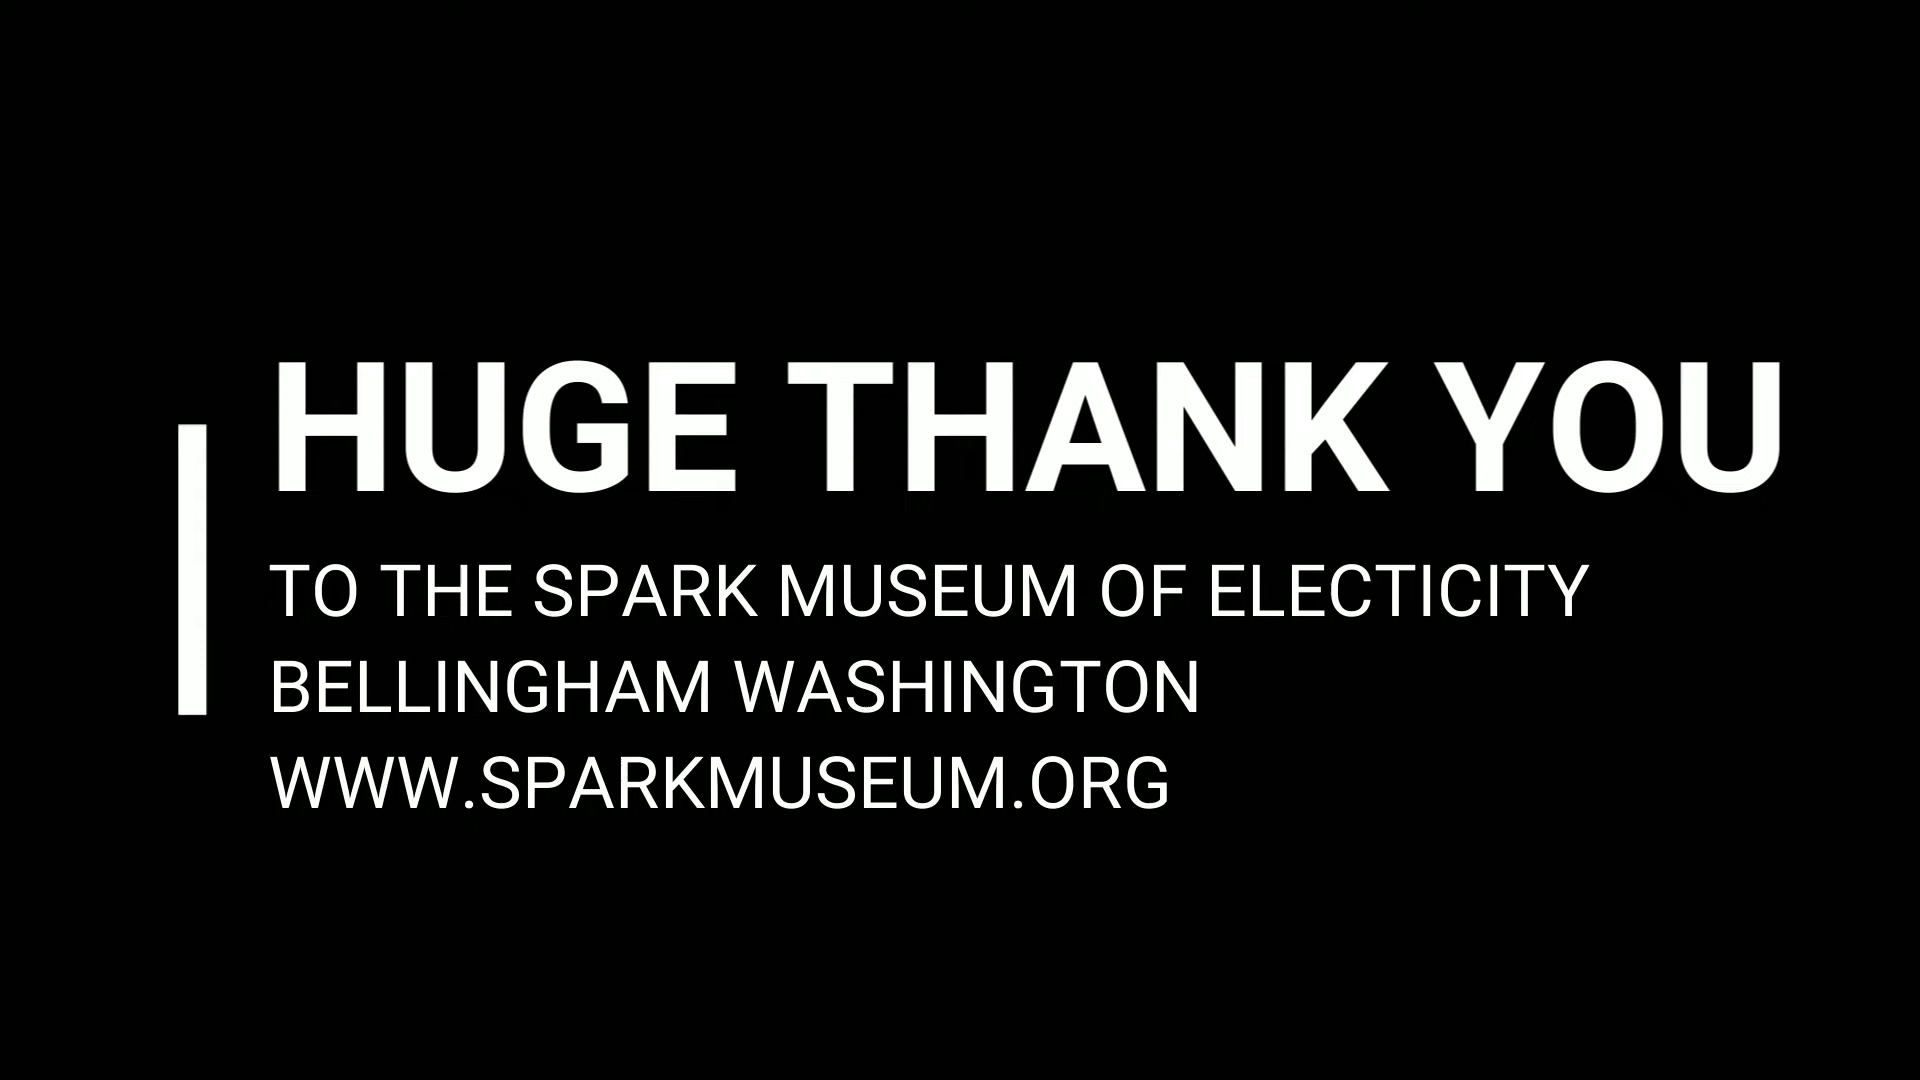 HUGE THANK YOU
TO THE SPARK MUSEUM OF ELECTICITY
BELLINGHAM WASHINGTON
WWW.SPARKMUSEUM.ORG